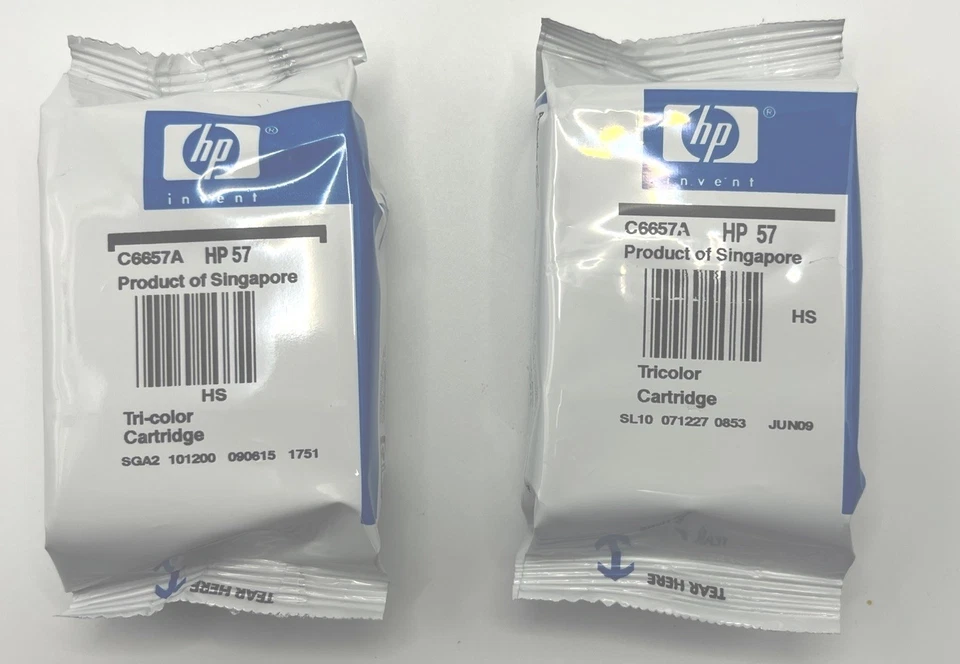 hp ®
invent
C6657A HP 57
Product of Singapore
HS
Tri-color
Cartridge
SGA2 101200 090615 1751
TEAR HERE
hp ®
invent
C6657A HP 57
Product of Singapore
HS
Tricolor
Cartridge
SL10 071227 0853 JUN09
TEAR HERE